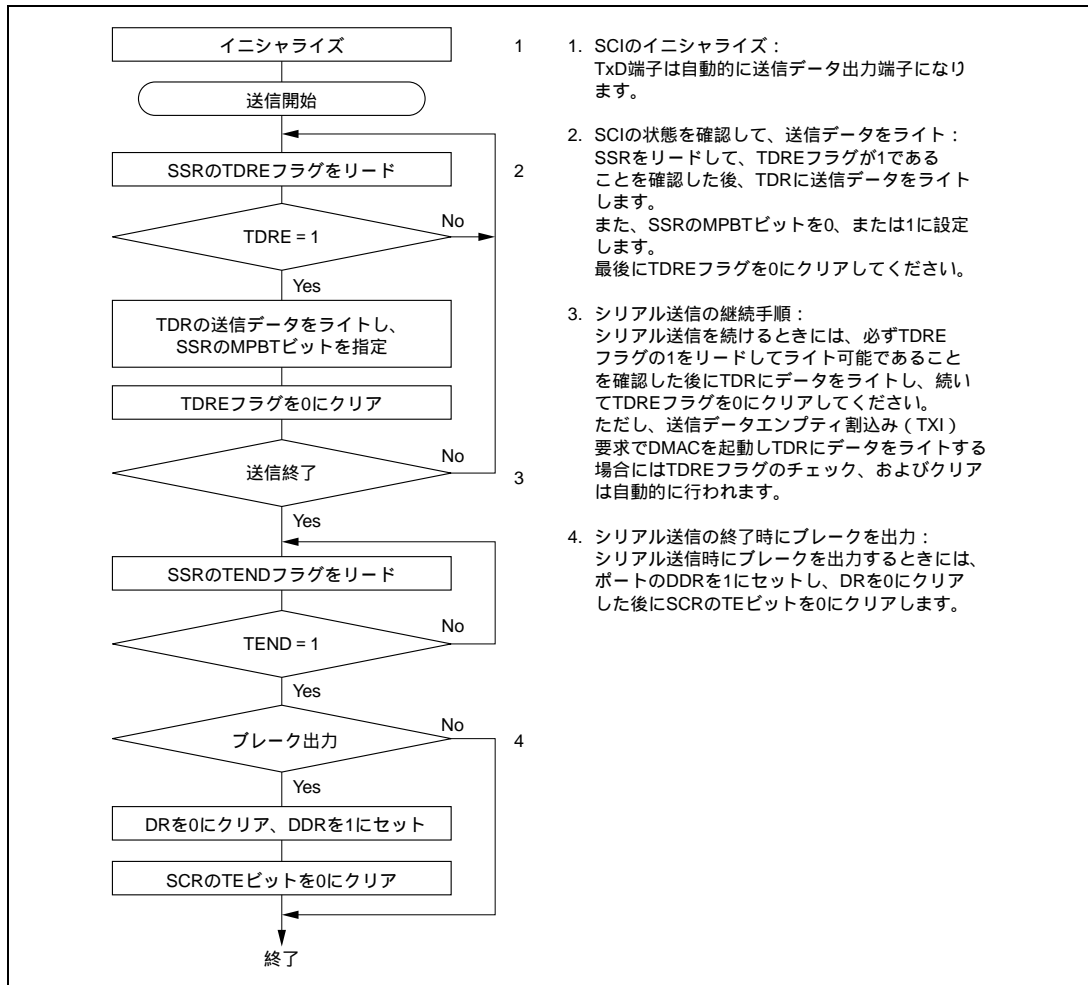 イニシャライズ
1
送信開始
SSRのTDREフラグをリード
2
TDRE = 1
No
Yes
TDRの送信データをライトし、
SSRのMPBTビットを指定
TDREフラグを0にクリア
送信終了
No
3
Yes
SSRのTENDフラグをリード
TEND = 1
No
Yes
ブレーク出力
No
4
Yes
DRを0にクリア、DDRを1にセット
SCRのTEビットを0にクリア
終了
1. SCIのイニシャライズ：
TxD端子は自動的に送信データ出力端子になり
ます。
2. SCIの状態を確認して、送信データをライト：
SSRをリードして、TDREフラグが1である
ことを確認した後、TDRに送信データをライト
します。
また、SSRのMPBTビットを0、または1に設定
します。
最後にTDREフラグを0にクリアしてください。
3. シリアル送信の継続手順：
シリアル送信を続けるときには、必ずTDRE
フラグの1をリードしてライト可能であること
を確認した後にTDRにデータをライトし、続い
てTDREフラグを0にクリアしてください。
ただし、送信データエンプティ割込み（TXI）
要求でDMACを起動しTDRにデータをライトする
場合にはTDREフラグのチェック、およびクリア
は自動的に行われます。
4. シリアル送信の終了時にブレークを出力：
シリアル送信時にブレークを出力するときには、
ポートのDDRを1にセットし、DRを0にクリア
した後にSCRのTEビットを0にクリアします。